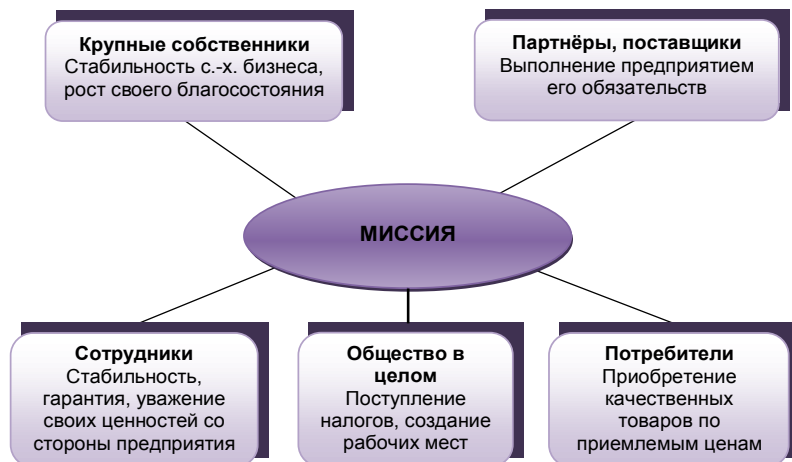 Крупные собственники
Стабильность с.-х. бизнеса,
рост своего благосостояния
Партнёры, поставщики
Выполнение предприятием
его обязательств
МИССИЯ
Сотрудники
Стабильность,
гарантия, уважение
своих ценностей со
стороны предприятия
Общество в
целом
Поступление
налогов, создание
рабочих мест
Потребители
Приобретение
качественных
товаров по
приемлемым ценам